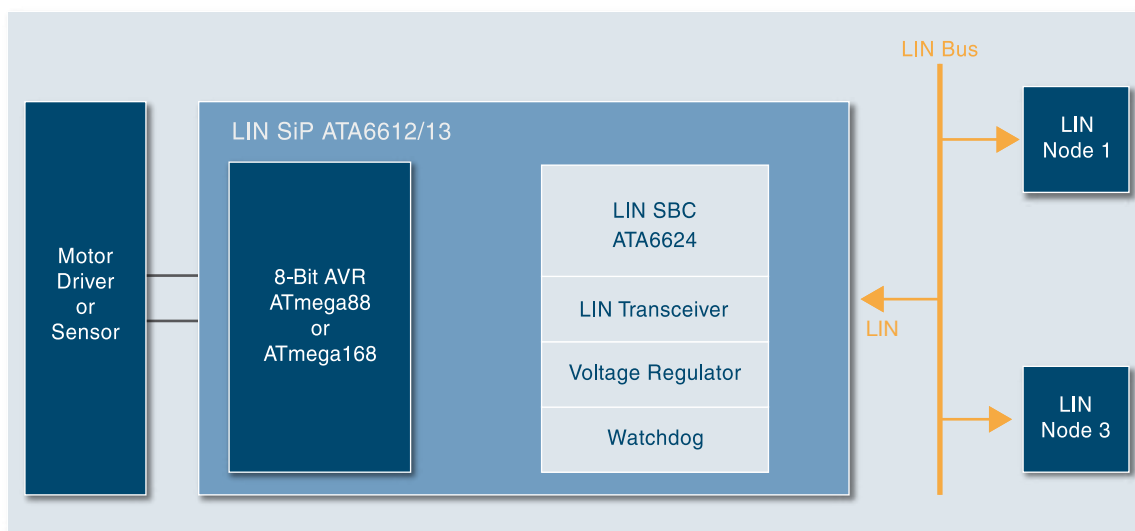 LIN Bus
LIN SiP ATA6612/13
Motor
Driver
or
Sensor
8-Bit AVR
ATmega88
or
ATmega168
LIN SBC
ATA6624
LIN Transceiver
Voltage Regulator
Watchdog
LIN
LIN
Node 1
LIN
Node 3